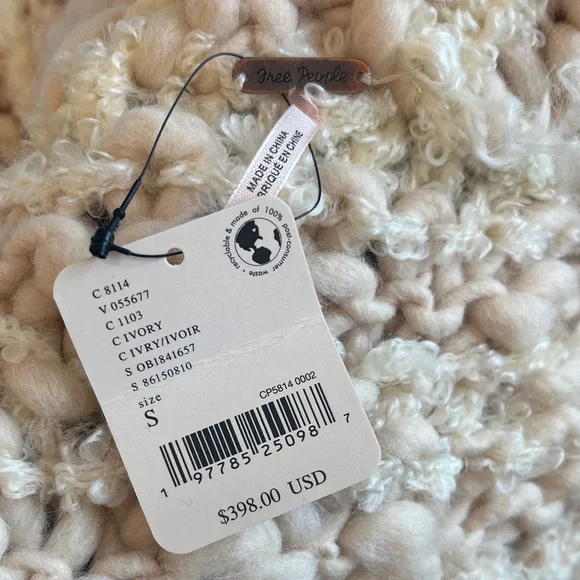 Free People
MADE IN CHINA
FABRIQUÉ EN CHINE
recyclable & made of 100% post-consumer waste •
C 8114
V 055677
C 1103
C IVORY
C IVRY/IVOIR
S OB1841657
S 86150810
size
S
CP5814 0002
1 97785 25098 7
$398.00 USD